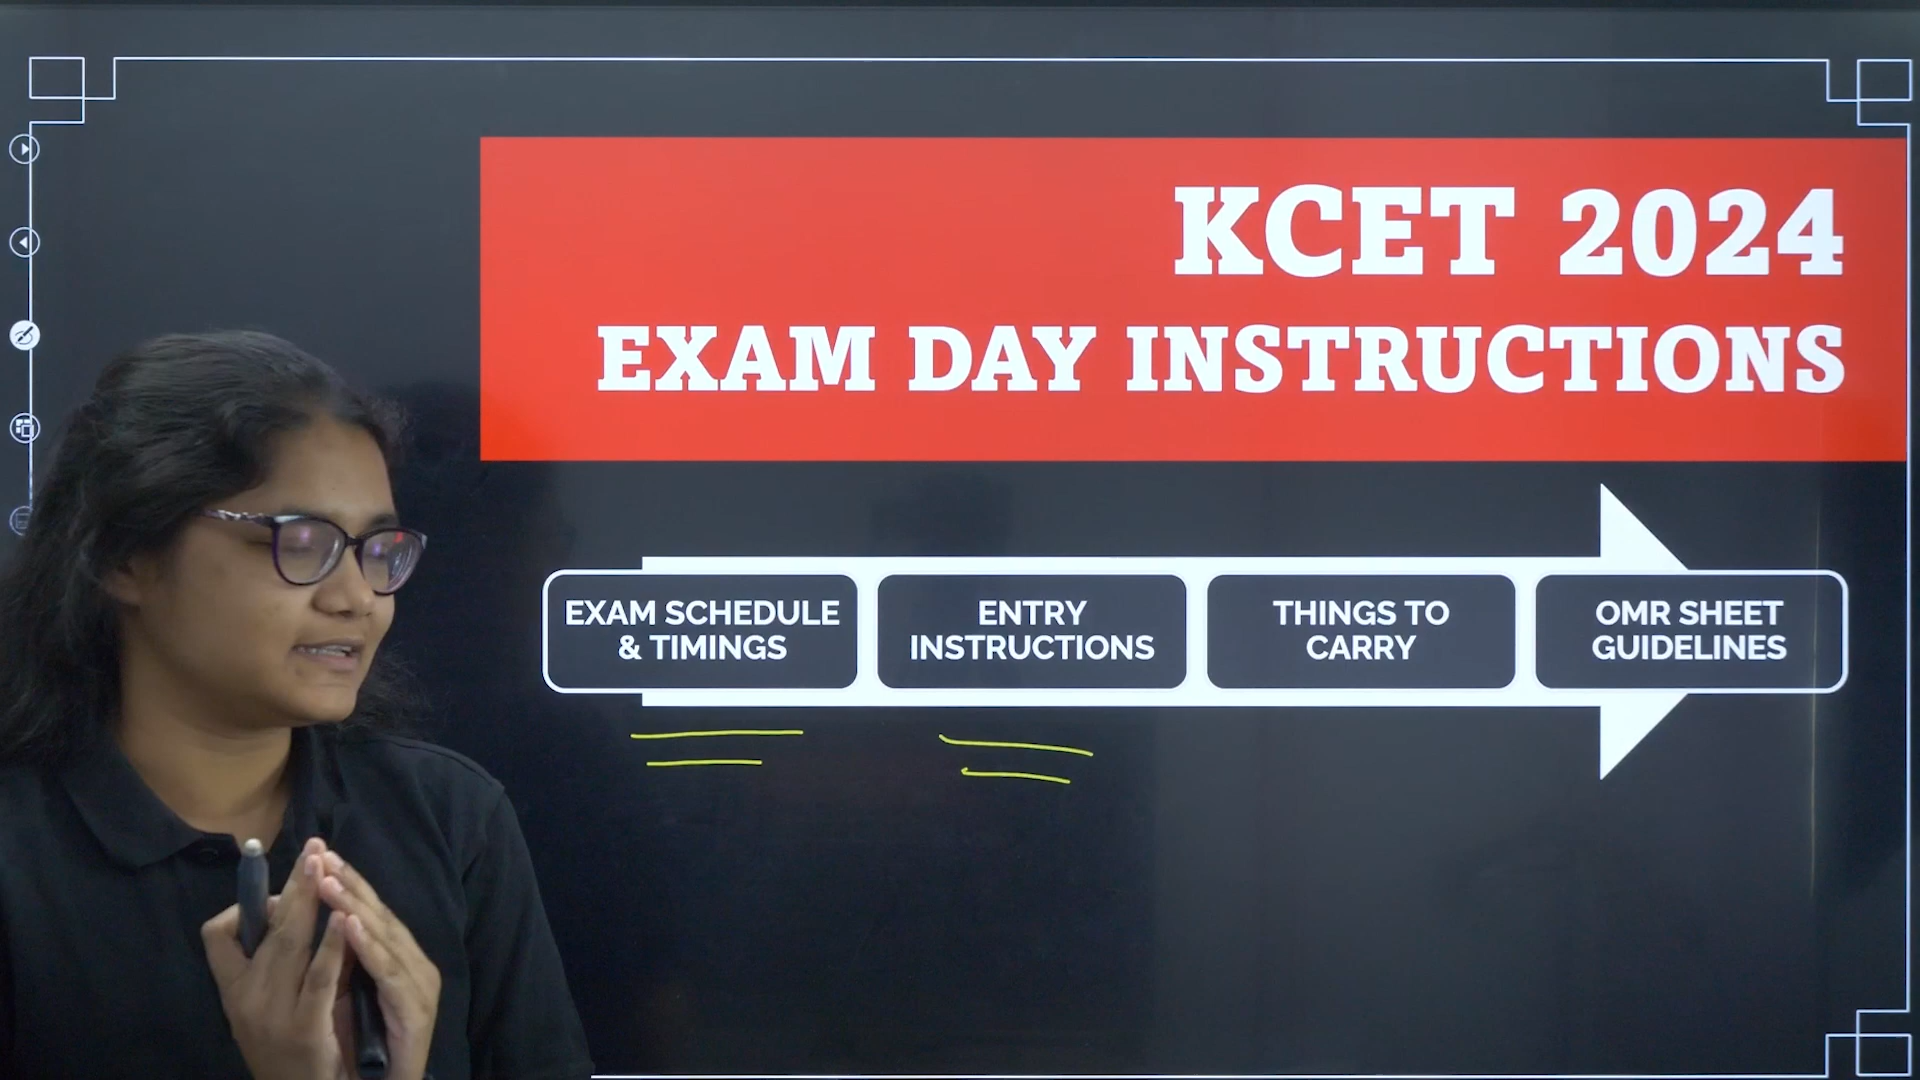 KCET 2024
EXAM DAY INSTRUCTIONS
EXAM SCHEDULE
& TIMINGS
ENTRY
INSTRUCTIONS
THINGS TO
CARRY
OMR SHEET
GUIDELINES